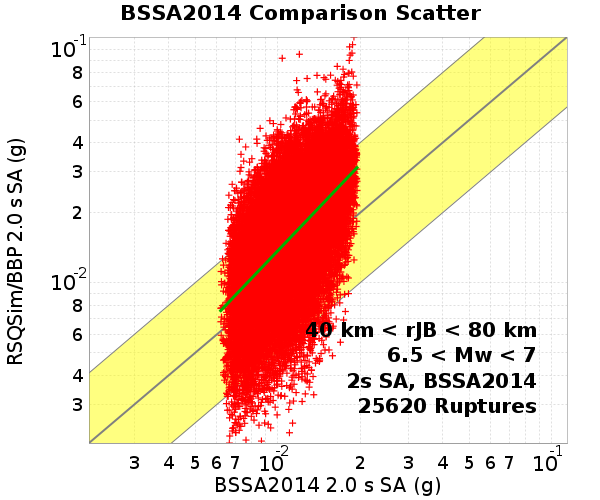 BSSA2014 Comparison Scatter
RSQSim/BBP 2.0 s SA (g)
10-1
8
6
4
3
2
10-2
8
6
4
3
40 km < rJB < 80 km
6.5 < Mw < 7
2s SA, BSSA2014
25620 Ruptures
3 4 5 6 7 10-2 2 3 4 5 6 7 10-1
BSSA2014 2.0 s SA (g)